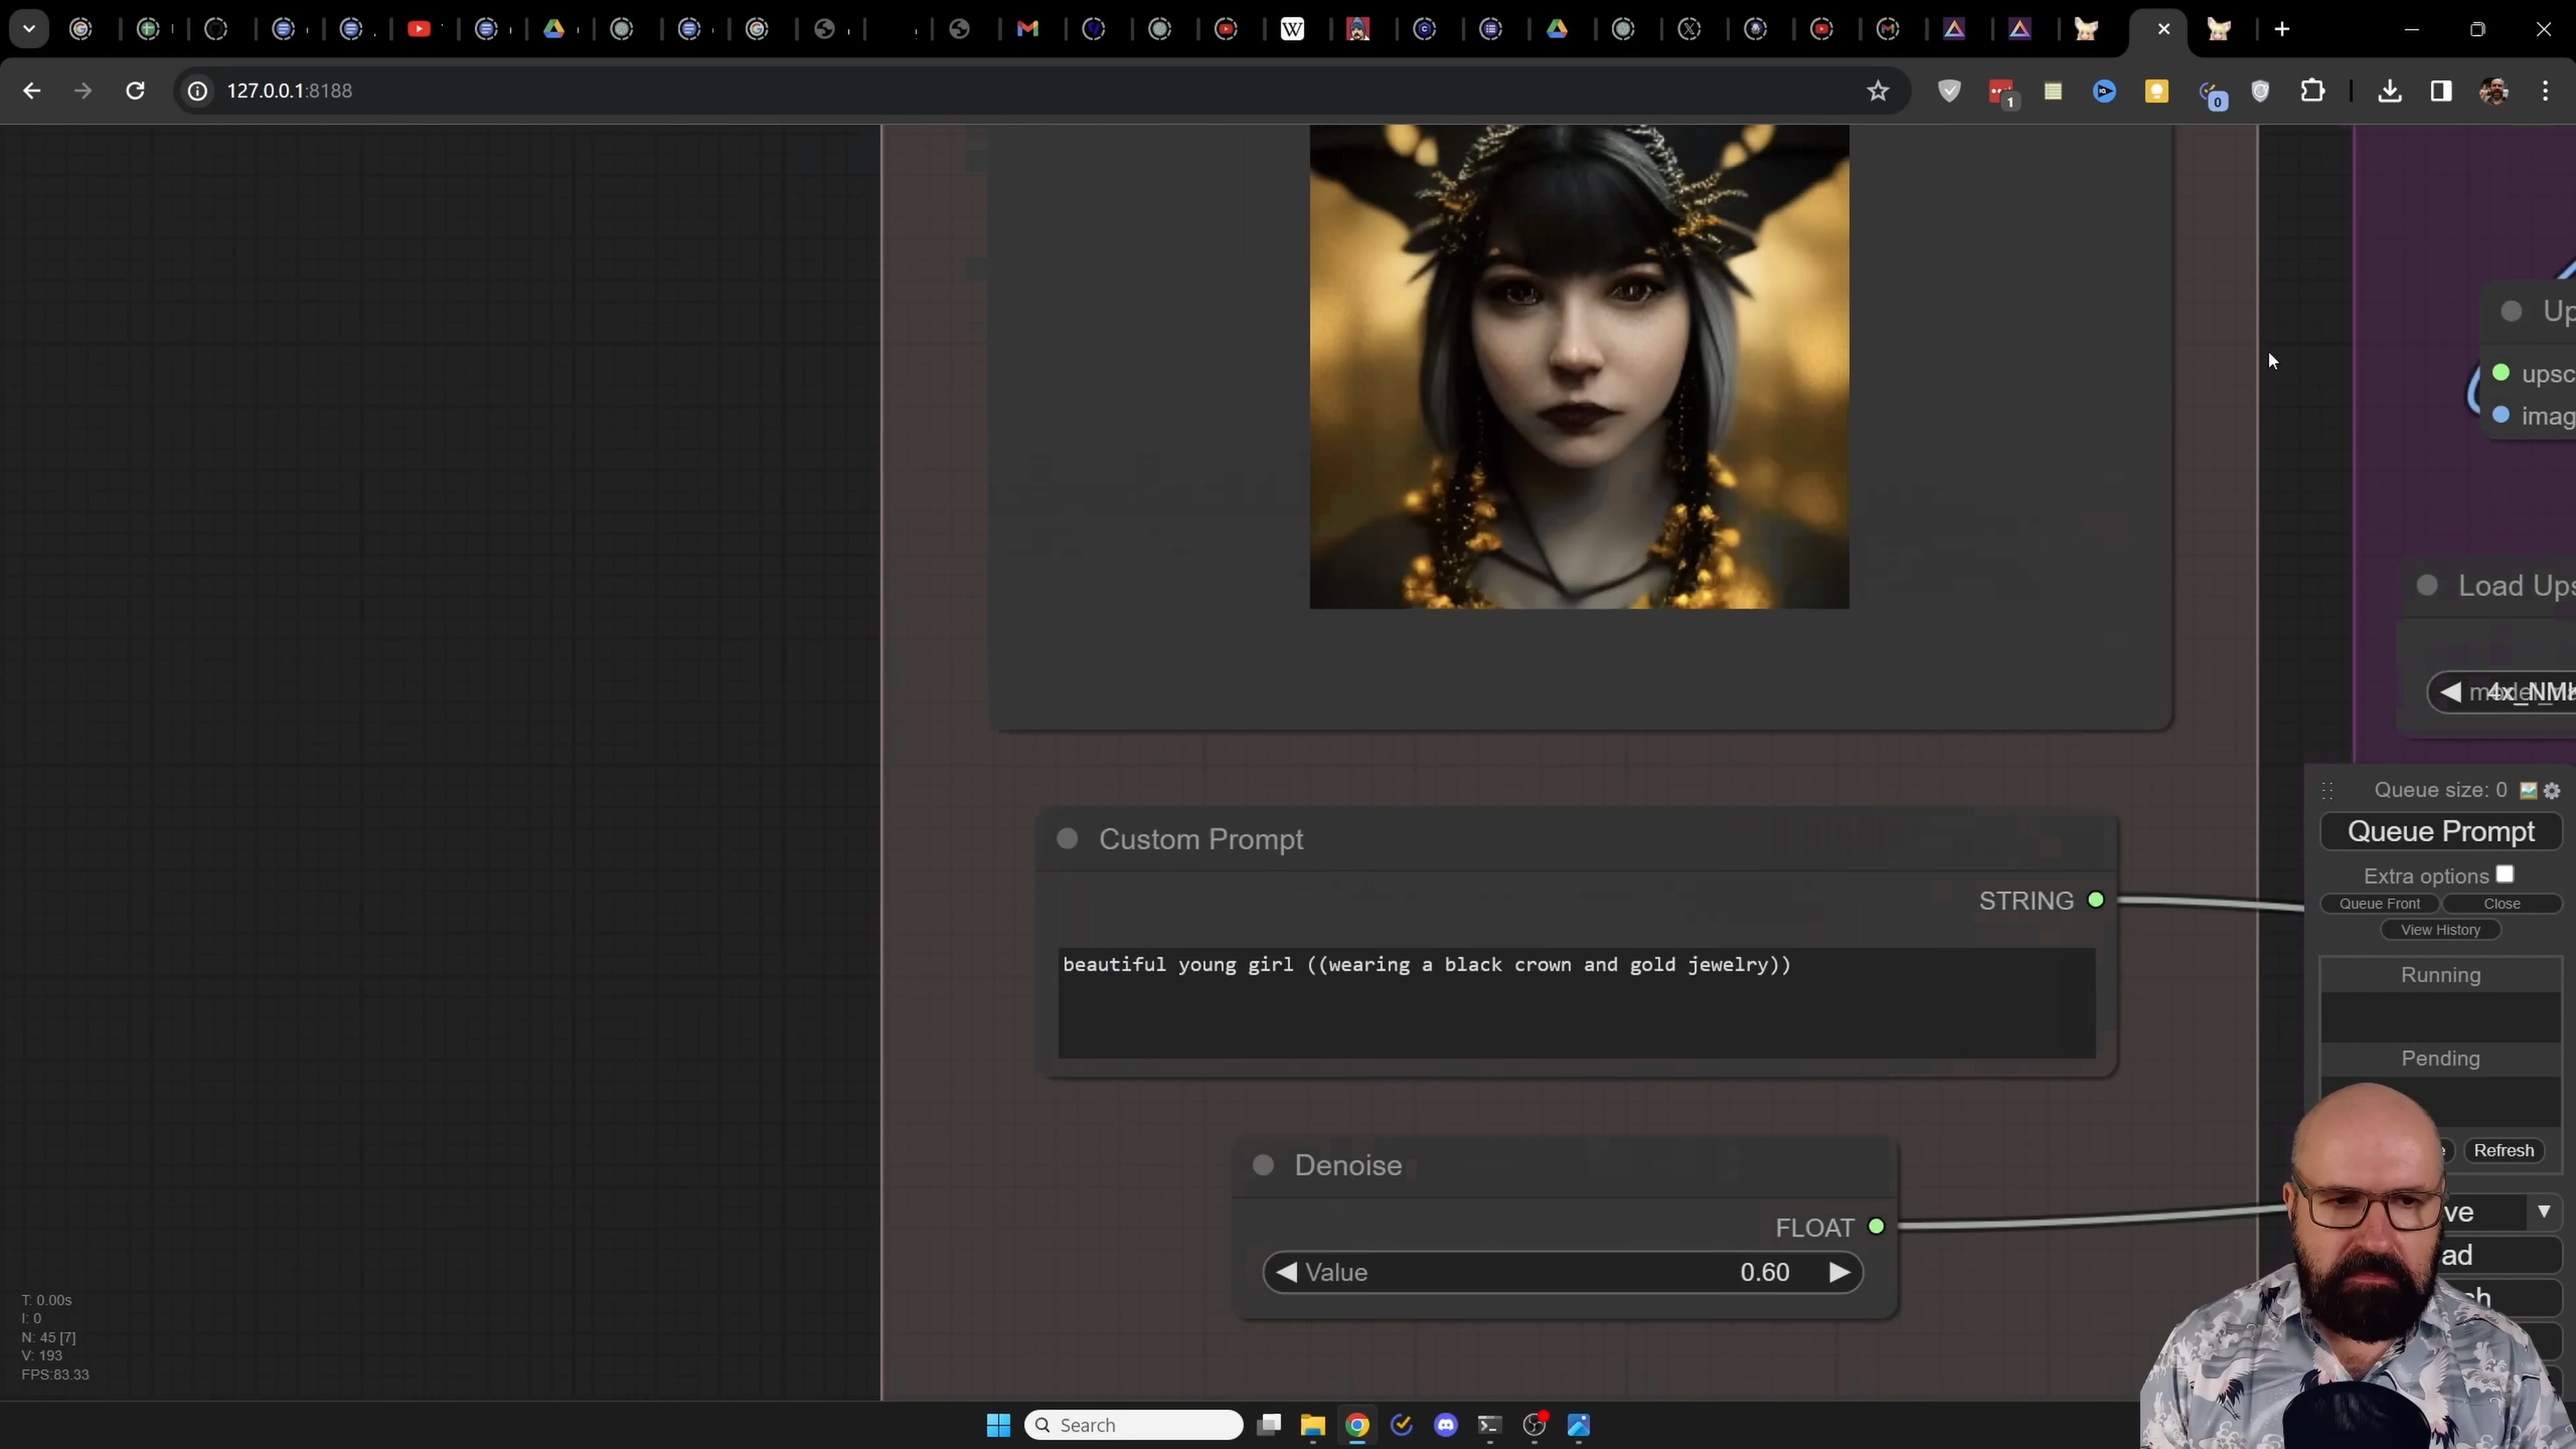 127.0.0.1:8188
1
0
Up
upsc
imag
Load Ups
Queue size: 0
Queue Prompt
Extra options
Queue Front
Close
View History
Running
Pending
Refresh
Custom Prompt
STRING
beautiful young girl ((wearing a black crown and gold jewelry))
Denoise
FLOAT
Value
0.60
T: 0.00s
I: 0
N: 45 [7]
V: 193
FPS:83.33
Search